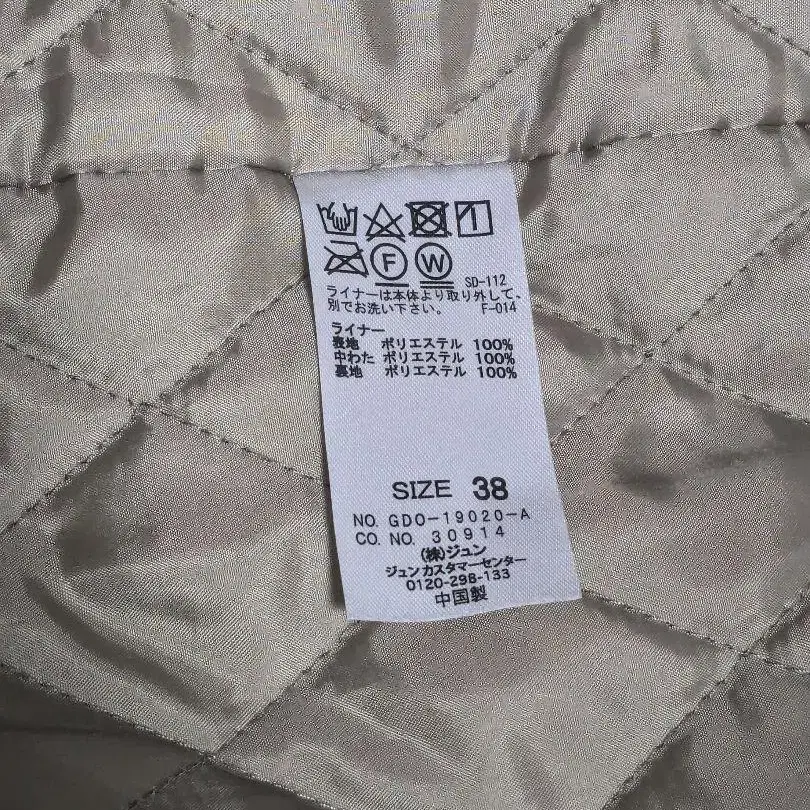 F W
SD-112
ライナーは本体より取り外して、
別でお洗い下さい。 F-014
ライナー
表地 ポリエステル 100%
中わた ポリエステル 100%
裏地 ポリエステル 100%
SIZE 38
NO. GDO-19020-A
CO. NO. 30914
(株)ジュン
ジュン カスタマーセンター
0120-298-133
中国製